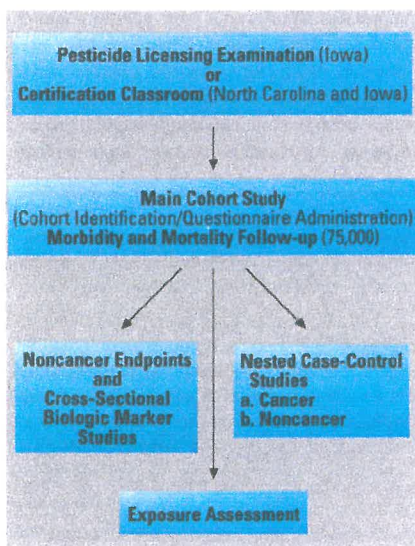 Pesticide Licensing Examination (Iowa)
or
Certification Classroom (North Carolina and Iowa)
Main Cohort Study
(Cohort Identification/Questionnaire Administration)
Morbidity and Mortality Follow-up (75,000)
Noncancer Endpoints
and
Cross-Sectional
Biologic Marker
Studies
Nested Case-Control
Studies
a. Cancer
b. Noncancer
Exposure Assessment